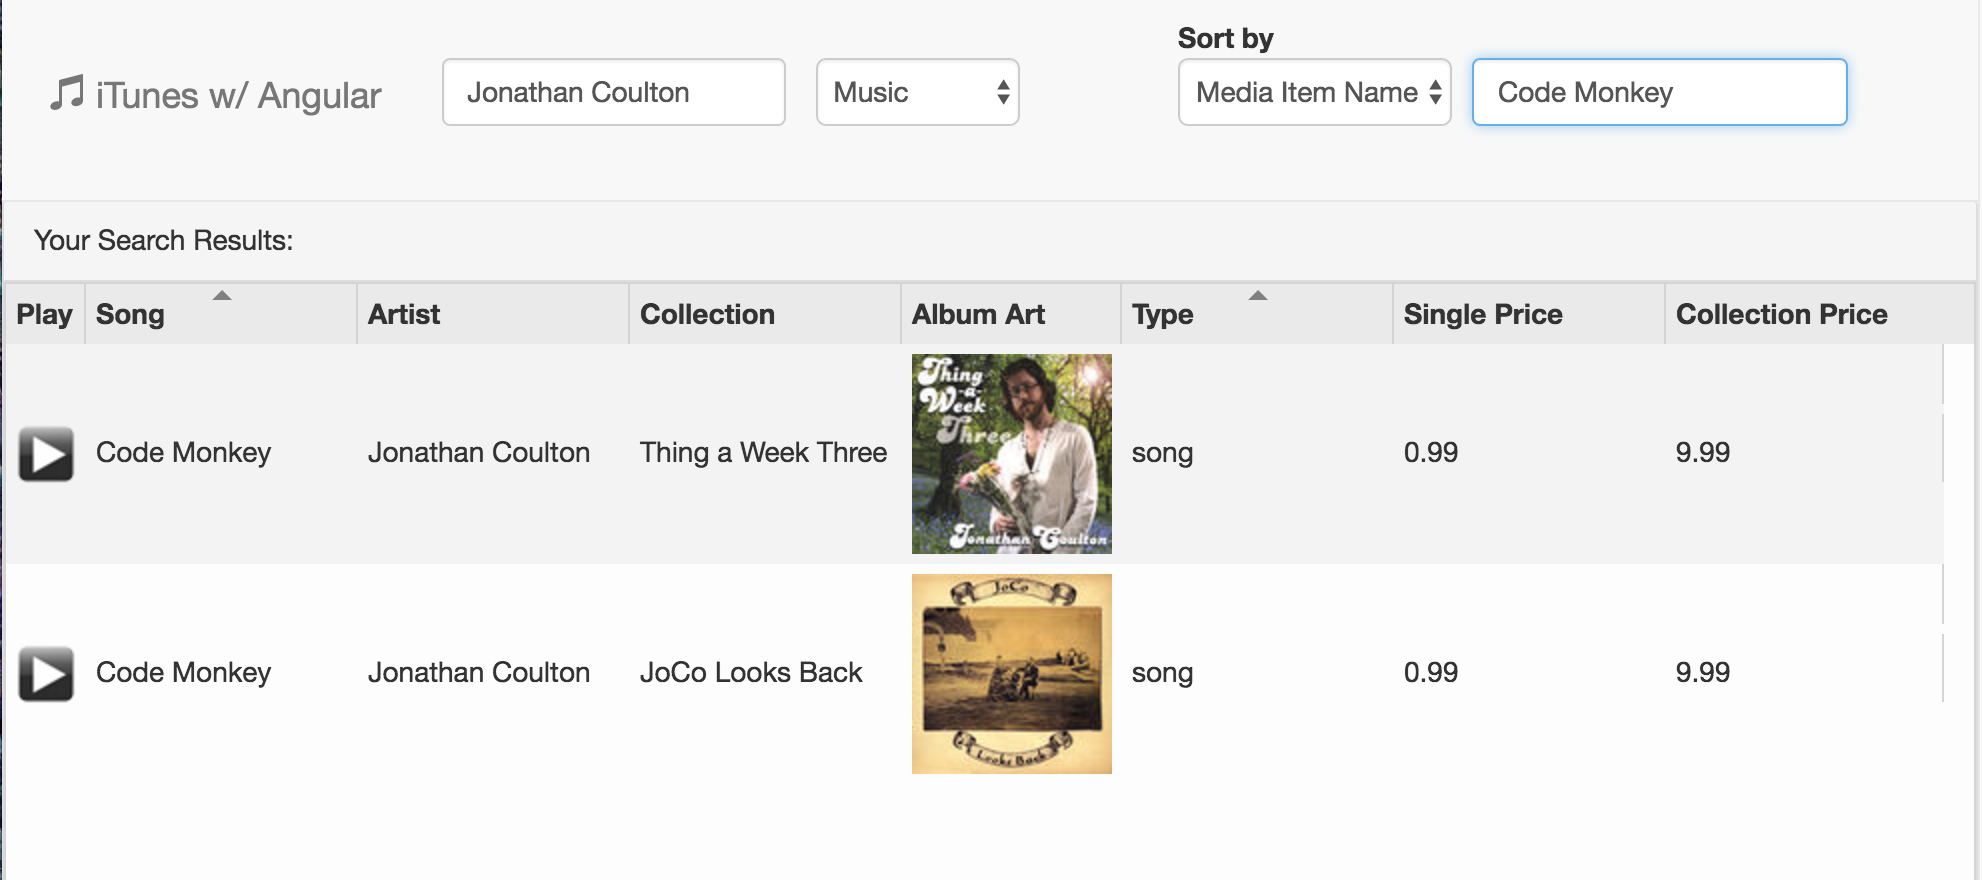 Sort by
iTunes w/ Angular
Jonathan Coulton
Music
Media Item Name
Code Monkey
Your Search Results:
Play Song Artist Collection Album Art Type Single Price Collection Price
Thing
-a-
Week
Three
Jonathan Coulton
Code Monkey Jonathan Coulton Thing a Week Three song 0.99 9.99
JoCo
Looks Back
Code Monkey Jonathan Coulton JoCo Looks Back song 0.99 9.99